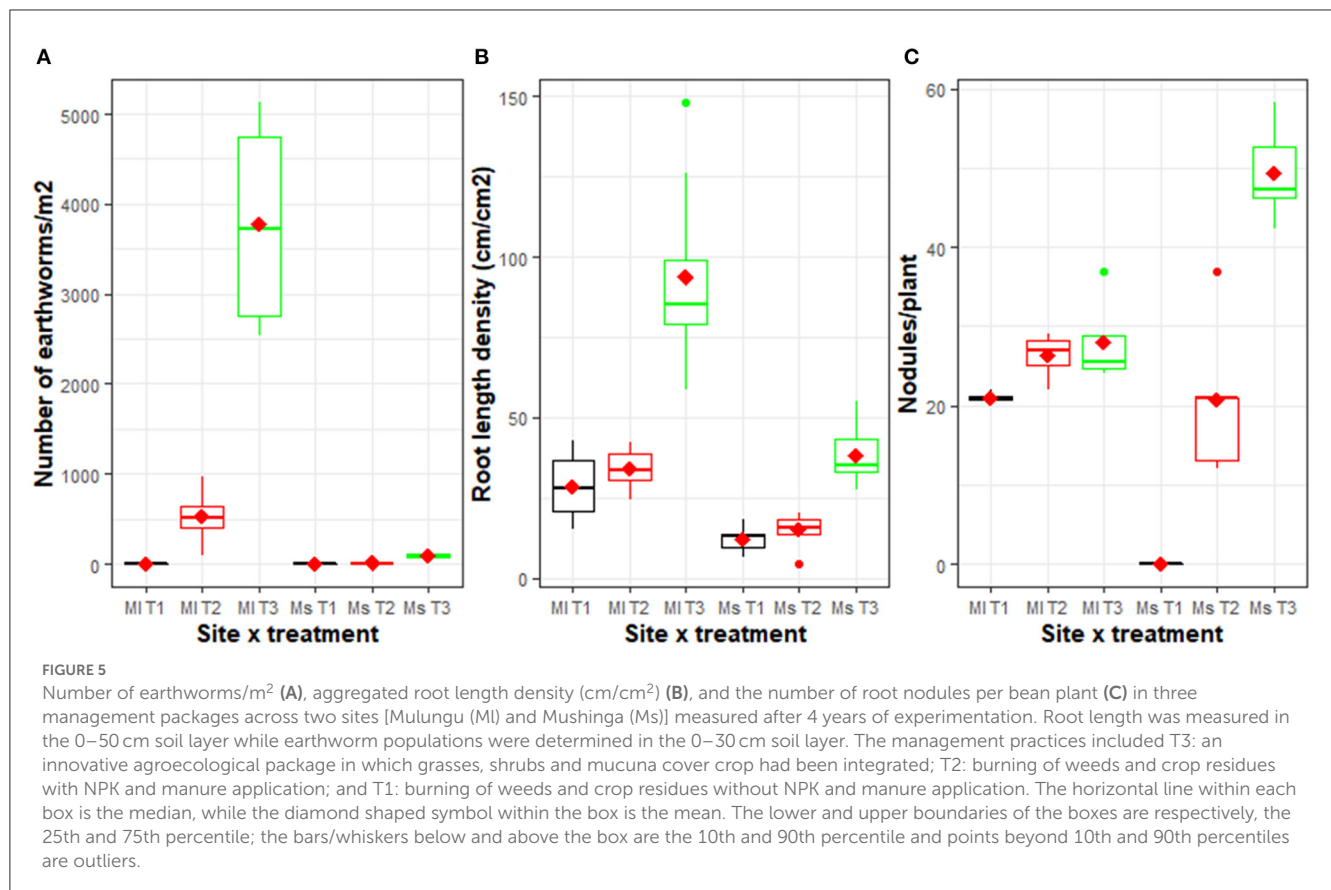 A
B
C
Number of earthworms/m2
5000
4000
3000
2000
1000
0
Ml T1 Ml T2 Ml T3 Ms T1 Ms T2 Ms T3
Site x treatment
Root length density (cm/cm2)
150
100
50
0
Ml T1 Ml T2 Ml T3 Ms T1 Ms T2 Ms T3
Site x treatment
Nodules/plant
60
40
20
0
Ml T1 Ml T2 Ml T3 Ms T1 Ms T2 Ms T3
Site x treatment
FIGURE 5
Number of earthworms/m² (A), aggregated root length density (cm/cm²) (B), and the number of root nodules per bean plant (C) in three
management packages across two sites [Mulungu (Ml) and Mushinga (Ms)] measured after 4 years of experimentation. Root length was measured in
the 0–50 cm soil layer while earthworm populations were determined in the 0–30 cm soil layer. The management practices included T3: an
innovative agroecological package in which grasses, shrubs and mucuna cover crop had been integrated; T2: burning of weeds and crop residues
with NPK and manure application; and T1: burning of weeds and crop residues without NPK and manure application. The horizontal line within each
box is the median, while the diamond shaped symbol within the box is the mean. The lower and upper boundaries of the boxes are respectively, the
25th and 75th percentile; the bars/whiskers below and above the box are the 10th and 90th percentile and points beyond 10th and 90th percentiles
are outliers.